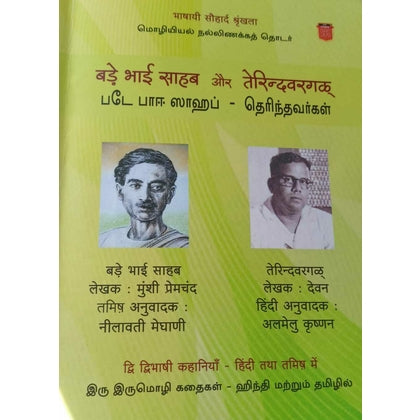 भाषायी सौहार्द श्रृंखला
மொழியியல் நல்லிணக்கத் தொடர்
बड़े भाई साहब और तेरिन्दवरगळ्
படே பாஈ ஸாஹப் - தெரிந்தவர்கள்
बड़े भाई साहब
लेखक : मुंशी प्रेमचंद
तमिष़ अनुवादक :
नीलावती मेघाणी
तेरिन्दवरगळ्
लेखक : देवन
हिंदी अनुवादक :
अलमेलु कृष्णन
द्वि द्विभाषी कहानियाँ - हिंदी तथा तमिष़ में
இரு இருமொழி கதைகள் - ஹிந்தி மற்றும் தமிழில்